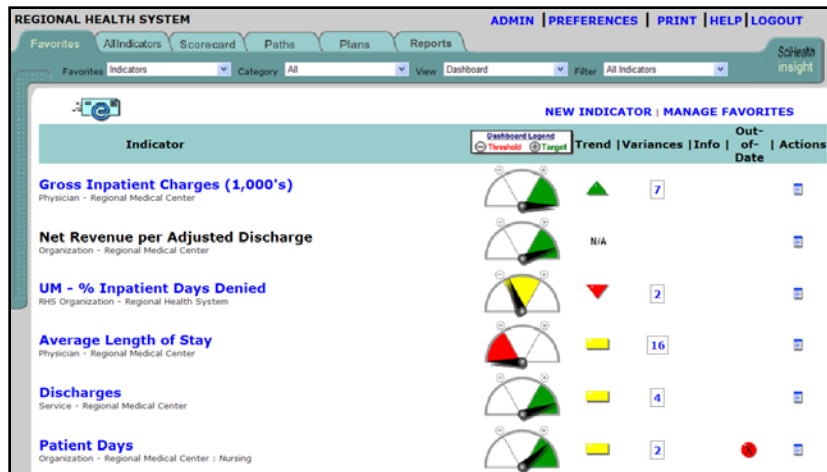 REGIONAL HEALTH SYSTEM
ADMIN | PREFERENCES | PRINT | HELP | LOGOUT
Favorites AllIndicators Scorecard Paths Plans Reports
SciHealth
insight
Favorites Indicators Category All View Dashboard Filter All Indicators
NEW INDICATOR | MANAGE FAVORITES
Indicator
Dashboard Legend
Threshold Target
Trend | Variances | Info | Out-of-Date | Actions
Gross Inpatient Charges (1,000's)
Physician - Regional Medical Center
7
Net Revenue per Adjusted Discharge
Organization - Regional Medical Center
N/A
UM - % Inpatient Days Denied
RHS Organization - Regional Health System
2
Average Length of Stay
Physician - Regional Medical Center
16
Discharges
Service - Regional Medical Center
4
Patient Days
Organization - Regional Medical Center : Nursing
2